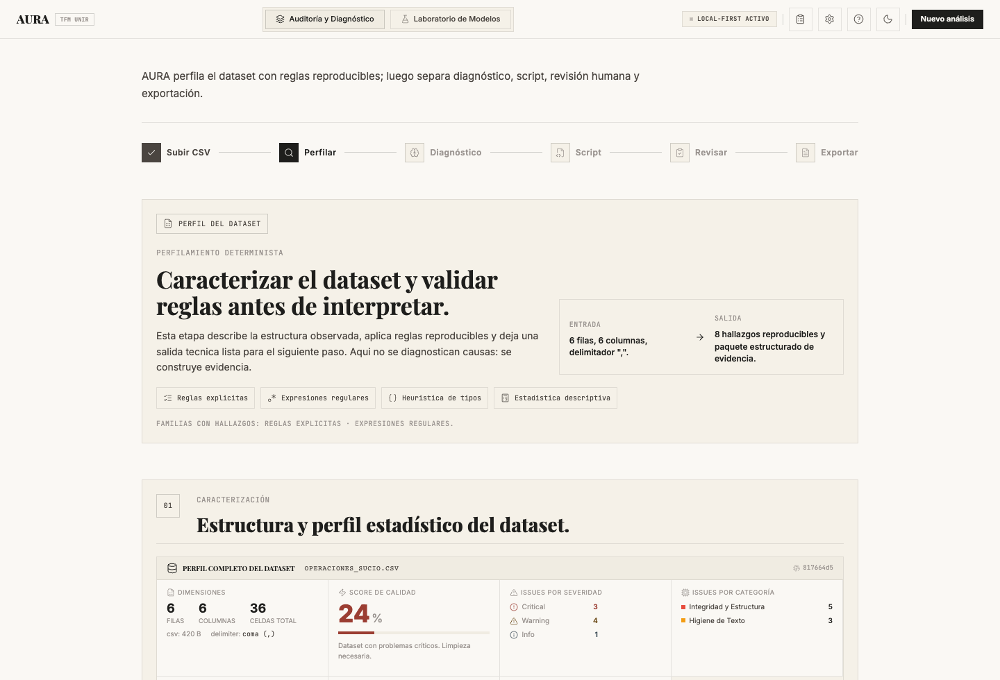 AURA
TFM UNIR
Auditoría y Diagnóstico
Laboratorio de Modelos
LOCAL-FIRST ACTIVO
Nuevo análisis
AURA perfila el dataset con reglas reproducibles; luego separa diagnóstico, script, revisión humana y
exportación.
Subir CSV
Perfilar
Diagnóstico
Script
Revisar
Exportar
PERFIL DEL DATASET
PERFILAMIENTO DETERMINISTA
Caracterizar el dataset y validar
reglas antes de interpretar.
Esta etapa describe la estructura observada, aplica reglas reproducibles y deja una
salida tecnica lista para el siguiente paso. Aqui no se diagnostican causas: se
construye evidencia.
ENTRADA
6 filas, 6 columnas,
delimitador ",".
SALIDA
8 hallazgos reproducibles y
paquete estructurado de
evidencia.
Reglas explicitas
Expresiones regulares
Heuristica de tipos
Estadistica descriptiva
FAMILIAS CON HALLAZGOS: REGLAS EXPLICITAS · EXPRESIONES REGULARES.
01
CARACTERIZACIÓN
Estructura y perfil estadístico del dataset.
PERFIL COMPLETO DEL DATASET
OPERACIONES_SUCIO.CSV
817664d5
DIMENSIONES
6
FILAS
6
COLUMNAS
36
CELDAS TOTAL
csv: 420 B
delimiter: coma (,)
SCORE DE CALIDAD
24 %
Dataset con problemas críticos. Limpieza
necesaria.
ISSUES POR SEVERIDAD
Critical 3
Warning 4
Info 1
ISSUES POR CATEGORÍA
Integridad y Estructura 5
Higiene de Texto 3